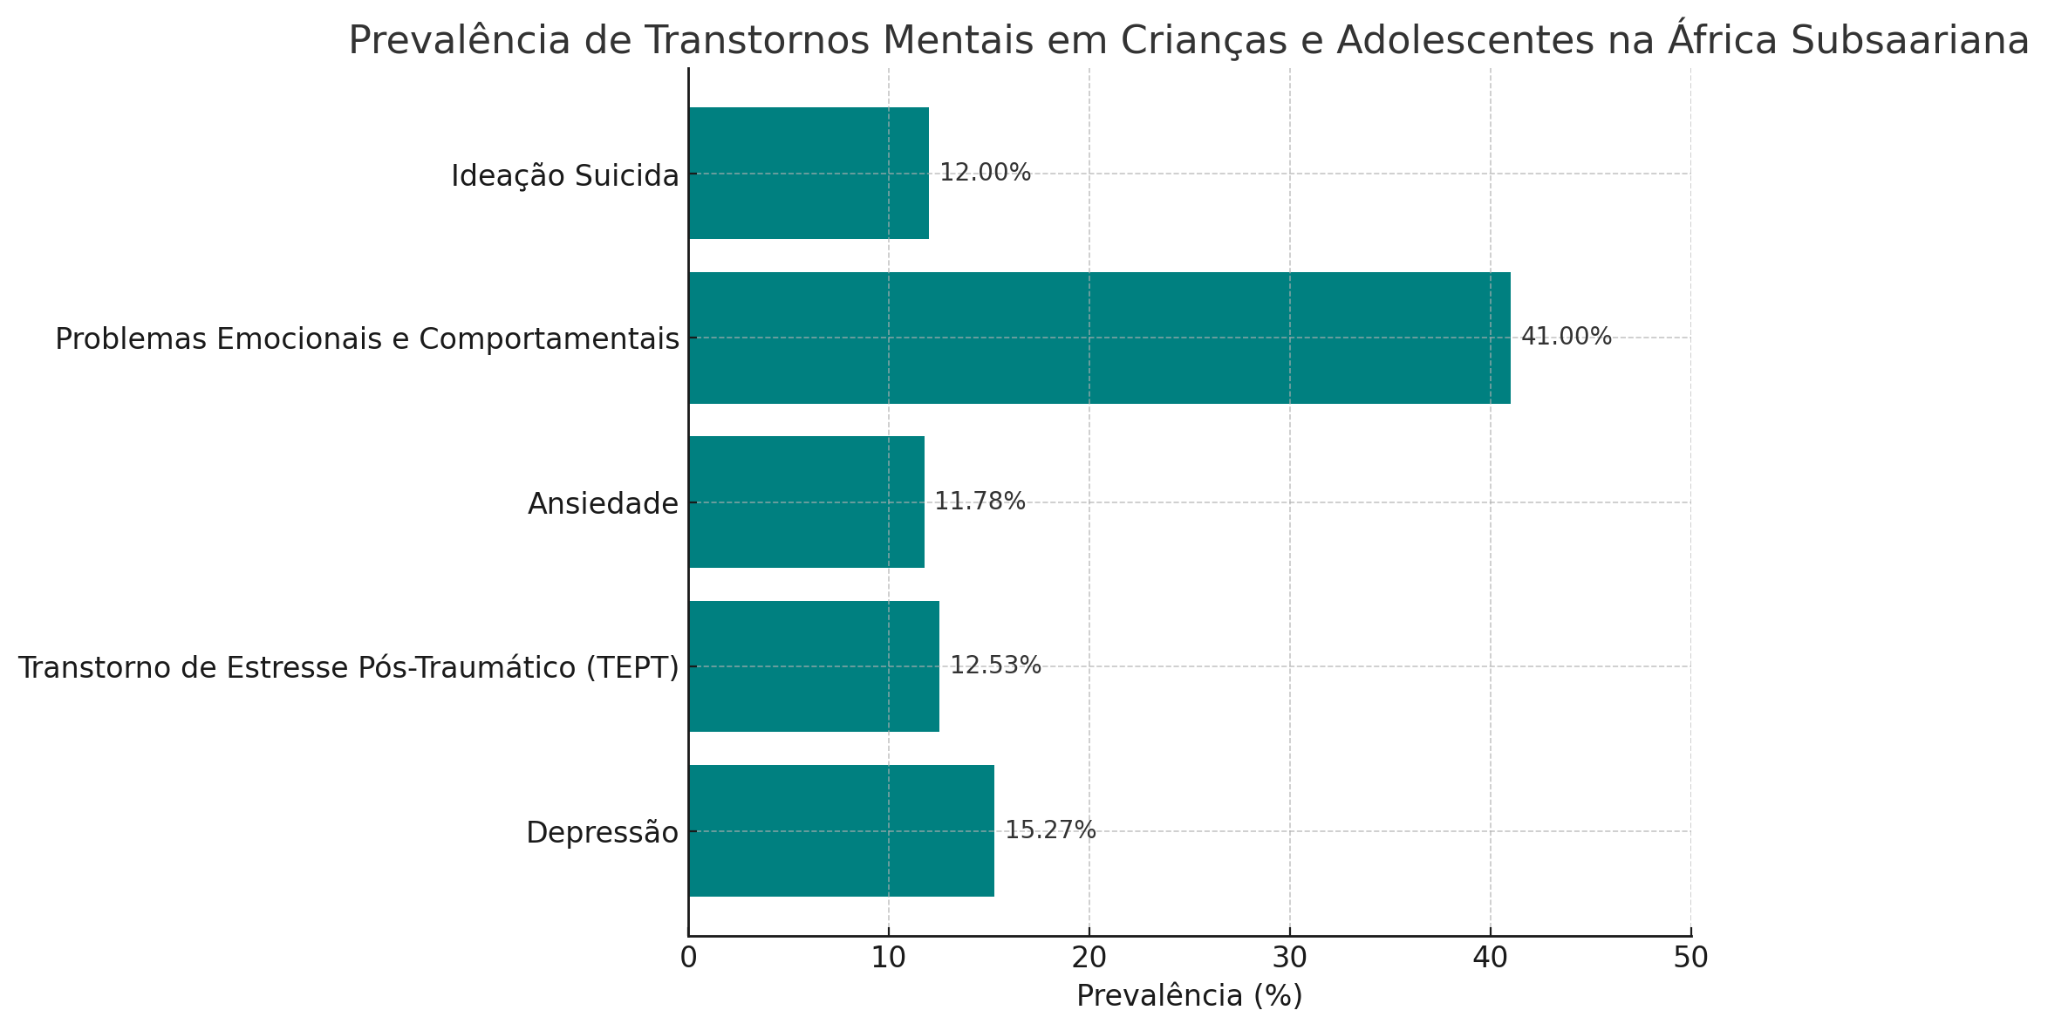 Prevalência de Transtornos Mentais em Crianças e Adolescentes na África Subsaariana
Ideação Suicida
12.00%
Problemas Emocionais e Comportamentais
41.00%
Ansiedade
11.78%
Transtorno de Estresse Pós-Traumático (TEPT)
12.53%
Depressão
15.27%
0 10 20 30 40 50
Prevalência (%)